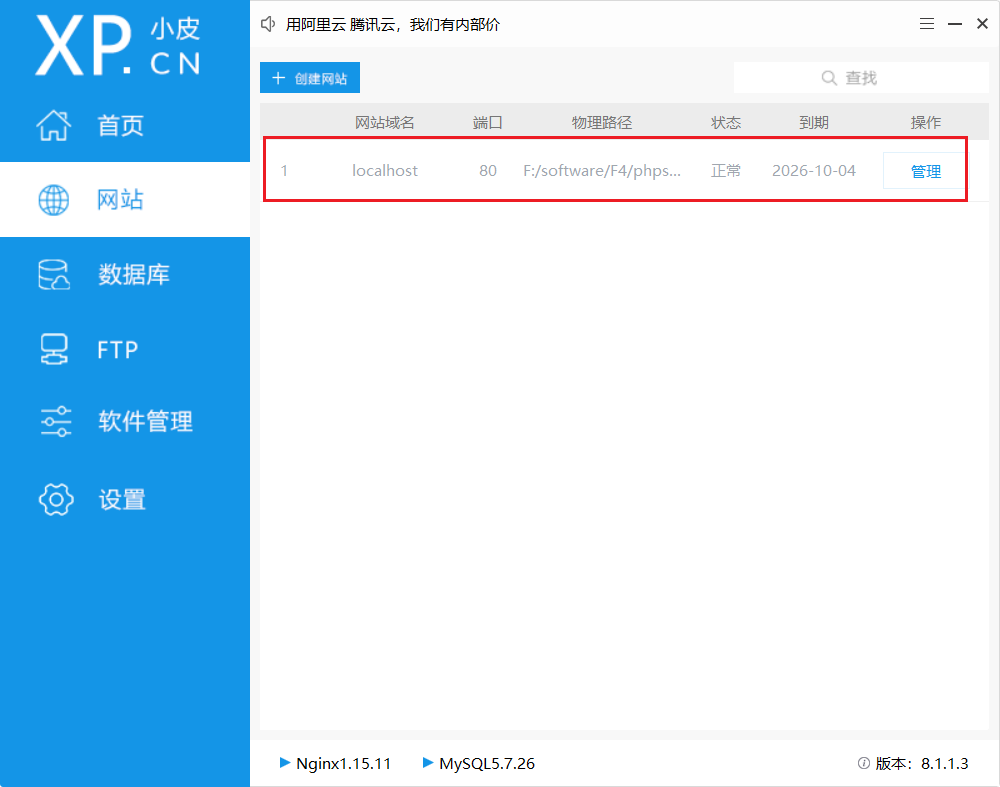 XP. 小皮 CN
用阿里云 腾讯云，我们有内部价
首页
网站
数据库
FTP
软件管理
设置
创建网站
查找
网站域名 端口 物理路径 状态 到期 操作
1 localhost 80 F:/software/F4/phps... 正常 2026-10-04 管理
Nginx1.15.11 MySQL5.7.26 版本：8.1.1.3